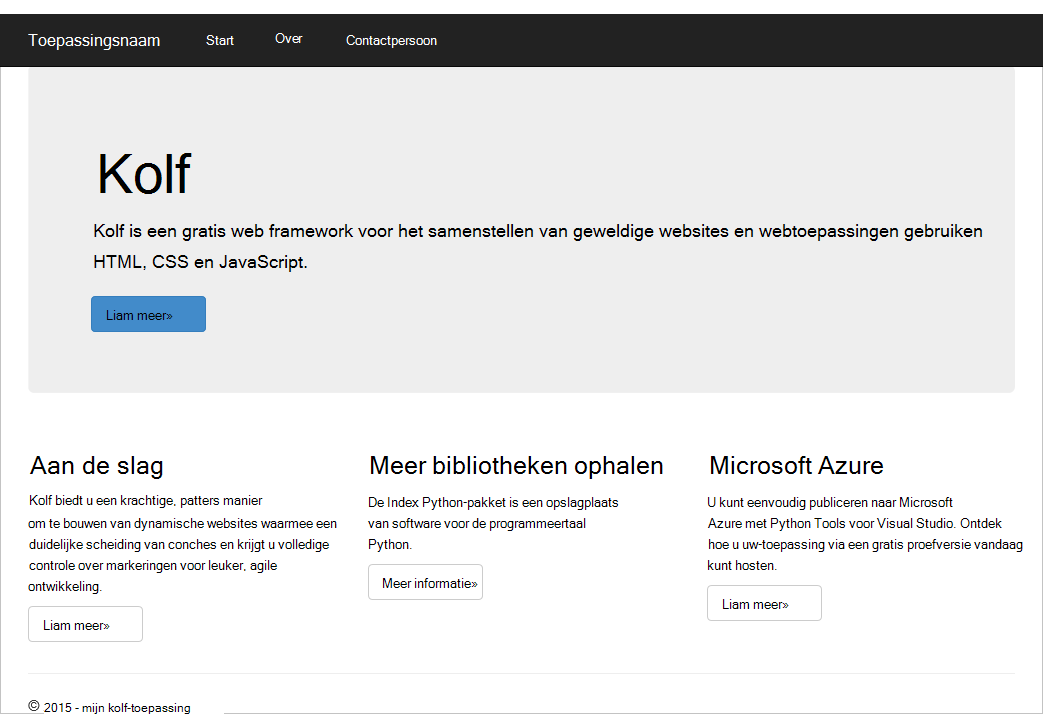 Toepassingsnaam Start Over Contactpersoon
Kolf
Kolf is een gratis web framework voor het samenstellen van geweldige websites en webtoepassingen gebruiken
HTML, CSS en JavaScript.
Liam meer»
Aan de slag
Kolf biedt u een krachtige, patters manier
om te bouwen van dynamische websites waarmee een
duidelijke scheiding van conches en krijgt u volledige
controle over markeringen voor leuker, agile
ontwikkeling.
Liam meer»
Meer bibliotheken ophalen
De Index Python-pakket is een opslagplaats
van software voor de programmeertaal
Python.
Meer informatie»
Microsoft Azure
U kunt eenvoudig publiceren naar Microsoft
Azure met Python Tools voor Visual Studio. Ontdek
hoe u uw-toepassing via een gratis proefversie vandaag
kunt hosten.
Liam meer»
© 2015 - mijn kolf-toepassing